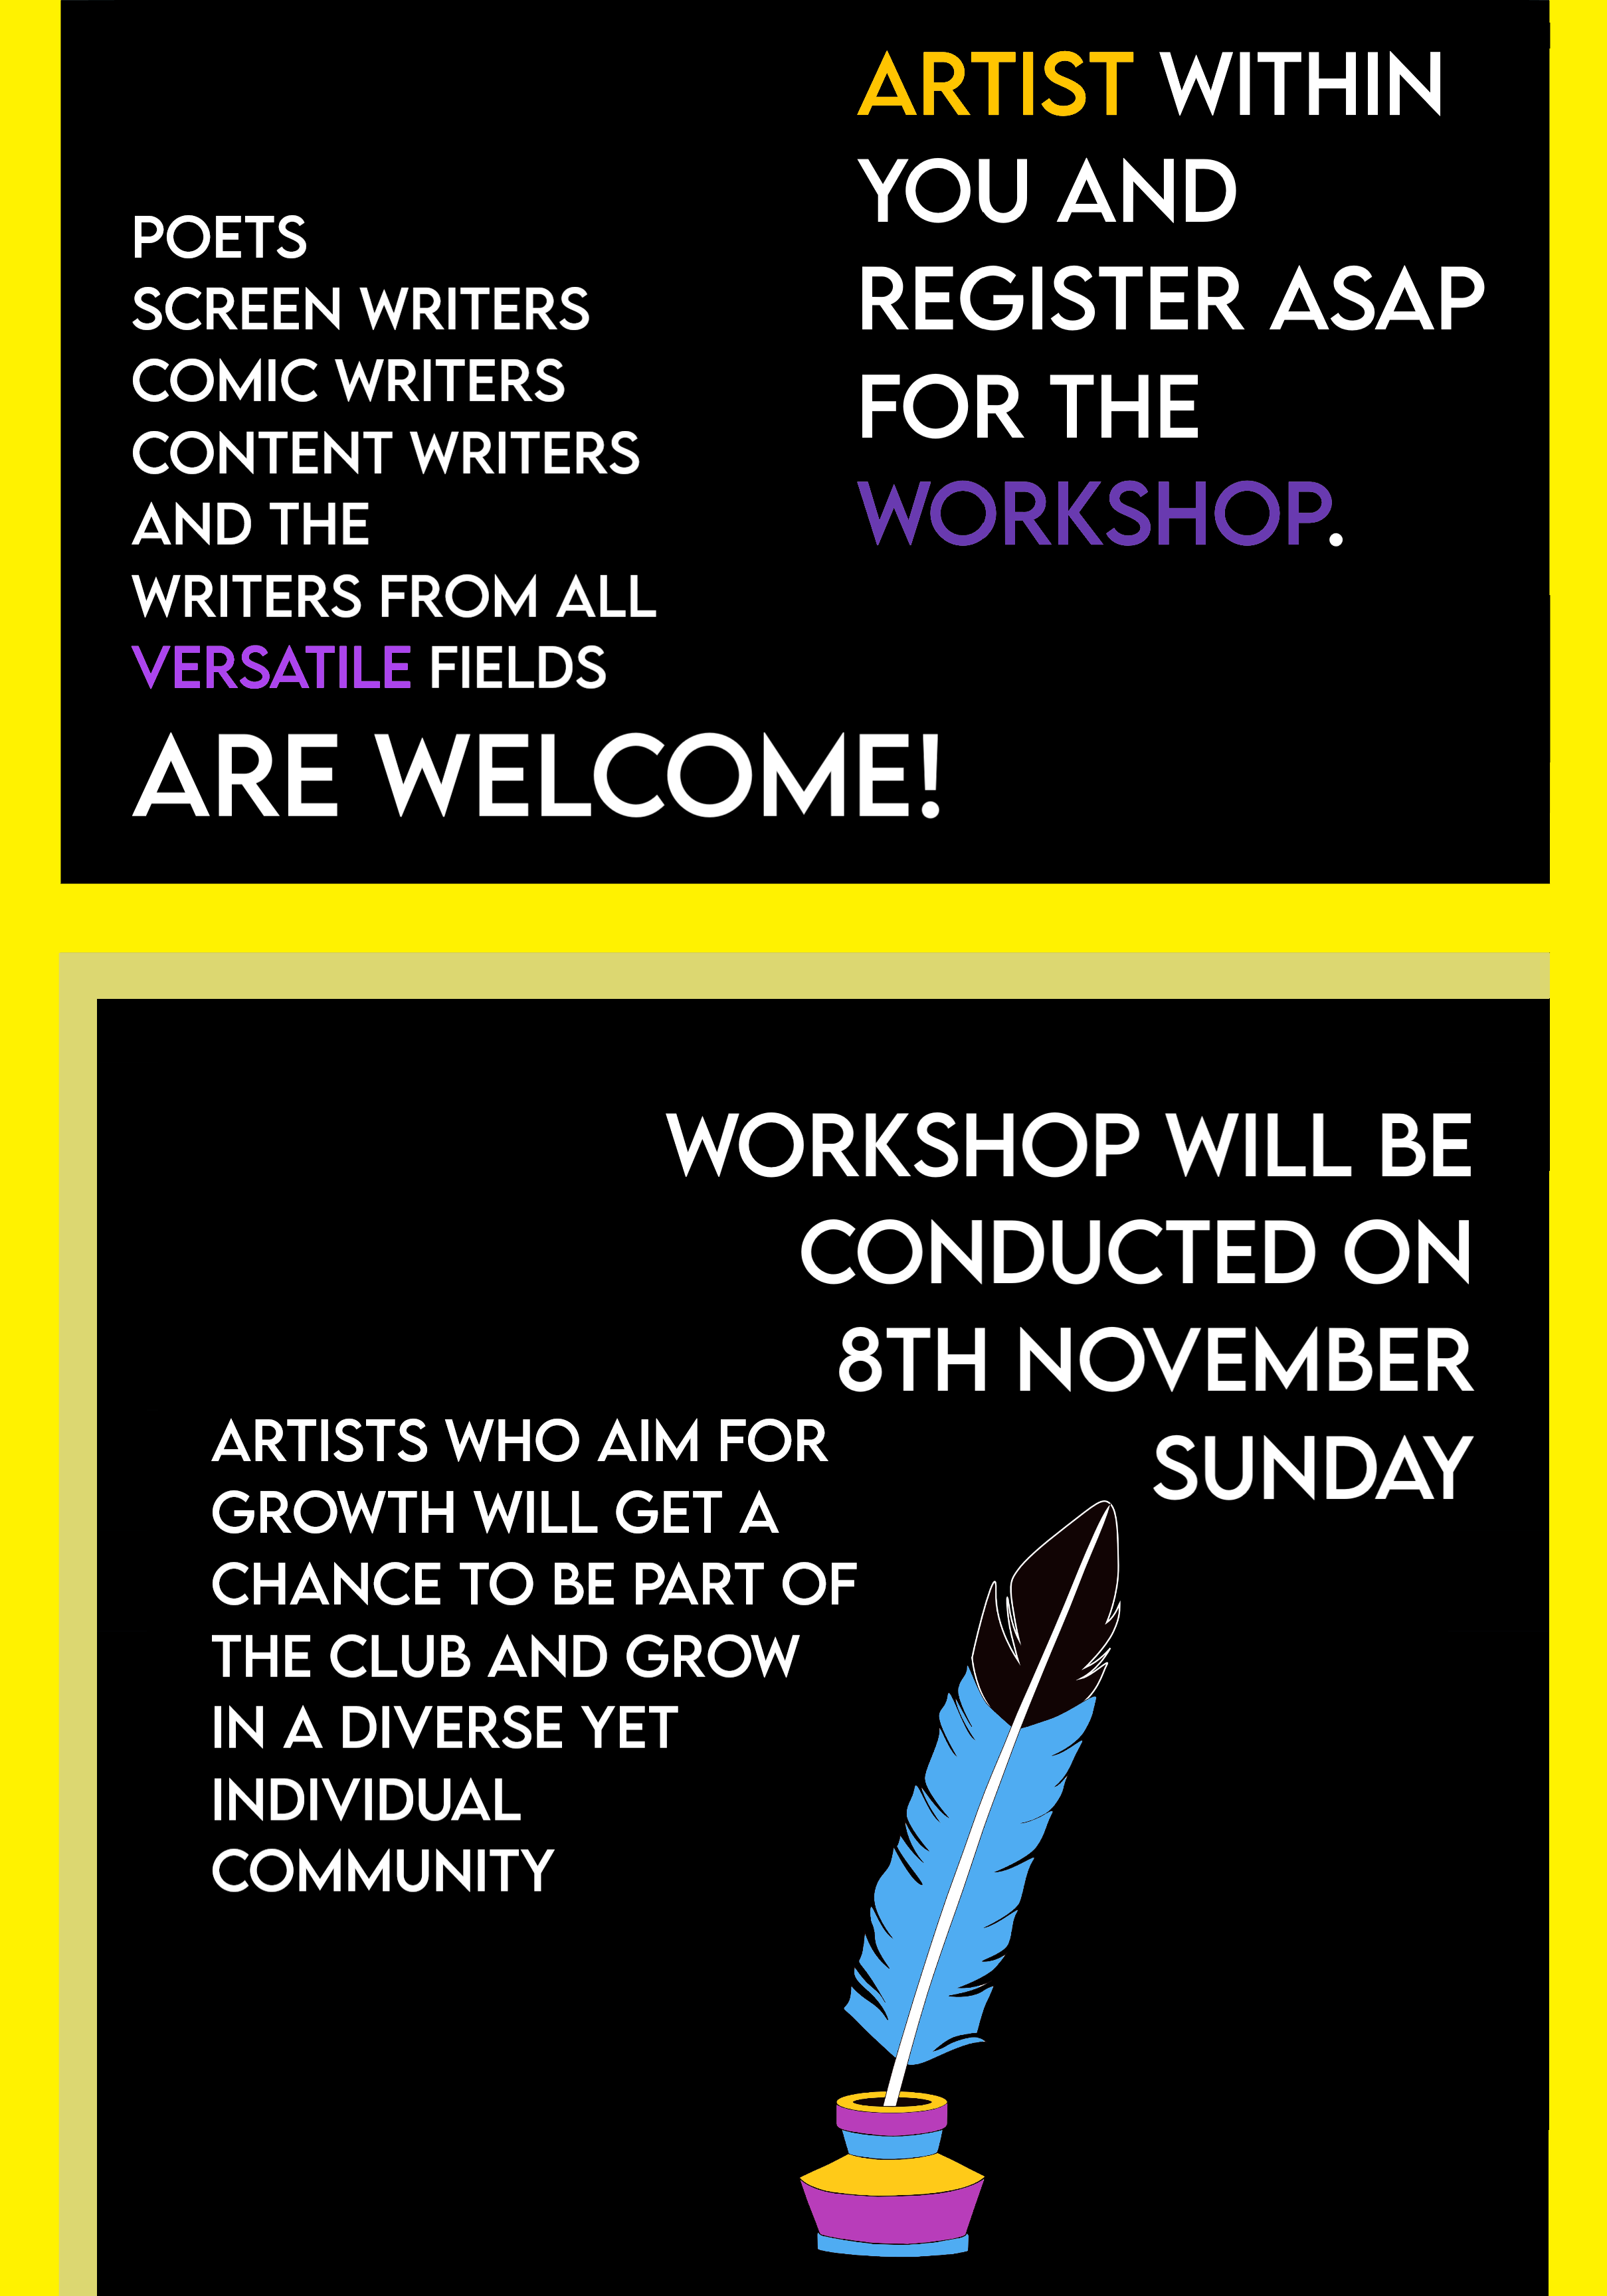 ARTIST WITHIN
YOU AND
REGISTER ASAP
FOR THE
WORKSHOP.
POETS
SCREEN WRITERS
COMIC WRITERS
CONTENT WRITERS
AND THE
WRITERS FROM ALL
VERSATILE FIELDS
ARE WELCOME!
WORKSHOP WILL BE
CONDUCTED ON
8TH NOVEMBER
SUNDAY
ARTISTS WHO AIM FOR
GROWTH WILL GET A
CHANCE TO BE PART OF
THE CLUB AND GROW
IN A DIVERSE YET
INDIVIDUAL
COMMUNITY